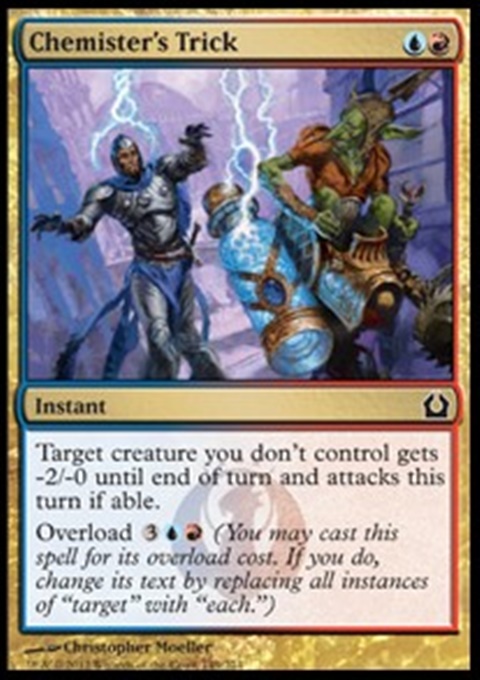 Chemister's Trick
Instant
Target creature you don't control gets
-2/-0 until end of turn and attacks this
turn if able.
Overload 3 (You may cast this
spell for its overload cost. If you do,
change its text by replacing all instances
of “target” with “each.”)
Christopher Moeller